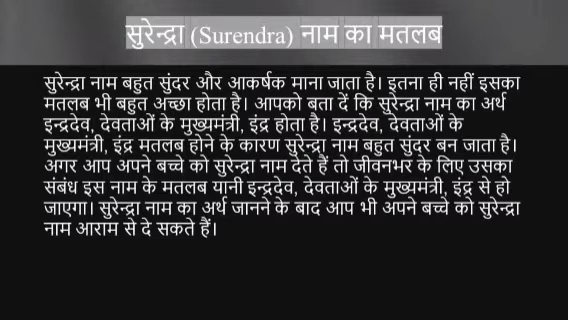 सुरेन्द्रा (Surendra) नाम का मतलब
सुरेन्द्रा नाम बहुत सुंदर और आकर्षक माना जाता है। इतना ही नहीं इसका
मतलब भी बहुत अच्छा होता है। आपको बता दें कि सुरेन्द्रा नाम का अर्थ
इन्द्रदेव, देवताओं के मुख्यमंत्री, इंद्र होता है। इन्द्रदेव, देवताओं के
मुख्यमंत्री, इंद्र मतलब होने के कारण सुरेन्द्रा नाम बहुत सुंदर बन जाता है।
अगर आप अपने बच्चे को सुरेन्द्रा नाम देते हैं तो जीवनभर के लिए उसका
संबंध इस नाम के मतलब यानी इन्द्रदेव, देवताओं के मुख्यमंत्री, इंद्र से हो
जाएगा। सुरेन्द्रा नाम का अर्थ जानने के बाद आप भी अपने बच्चे को सुरेन्द्रा
नाम आराम से दे सकते हैं।